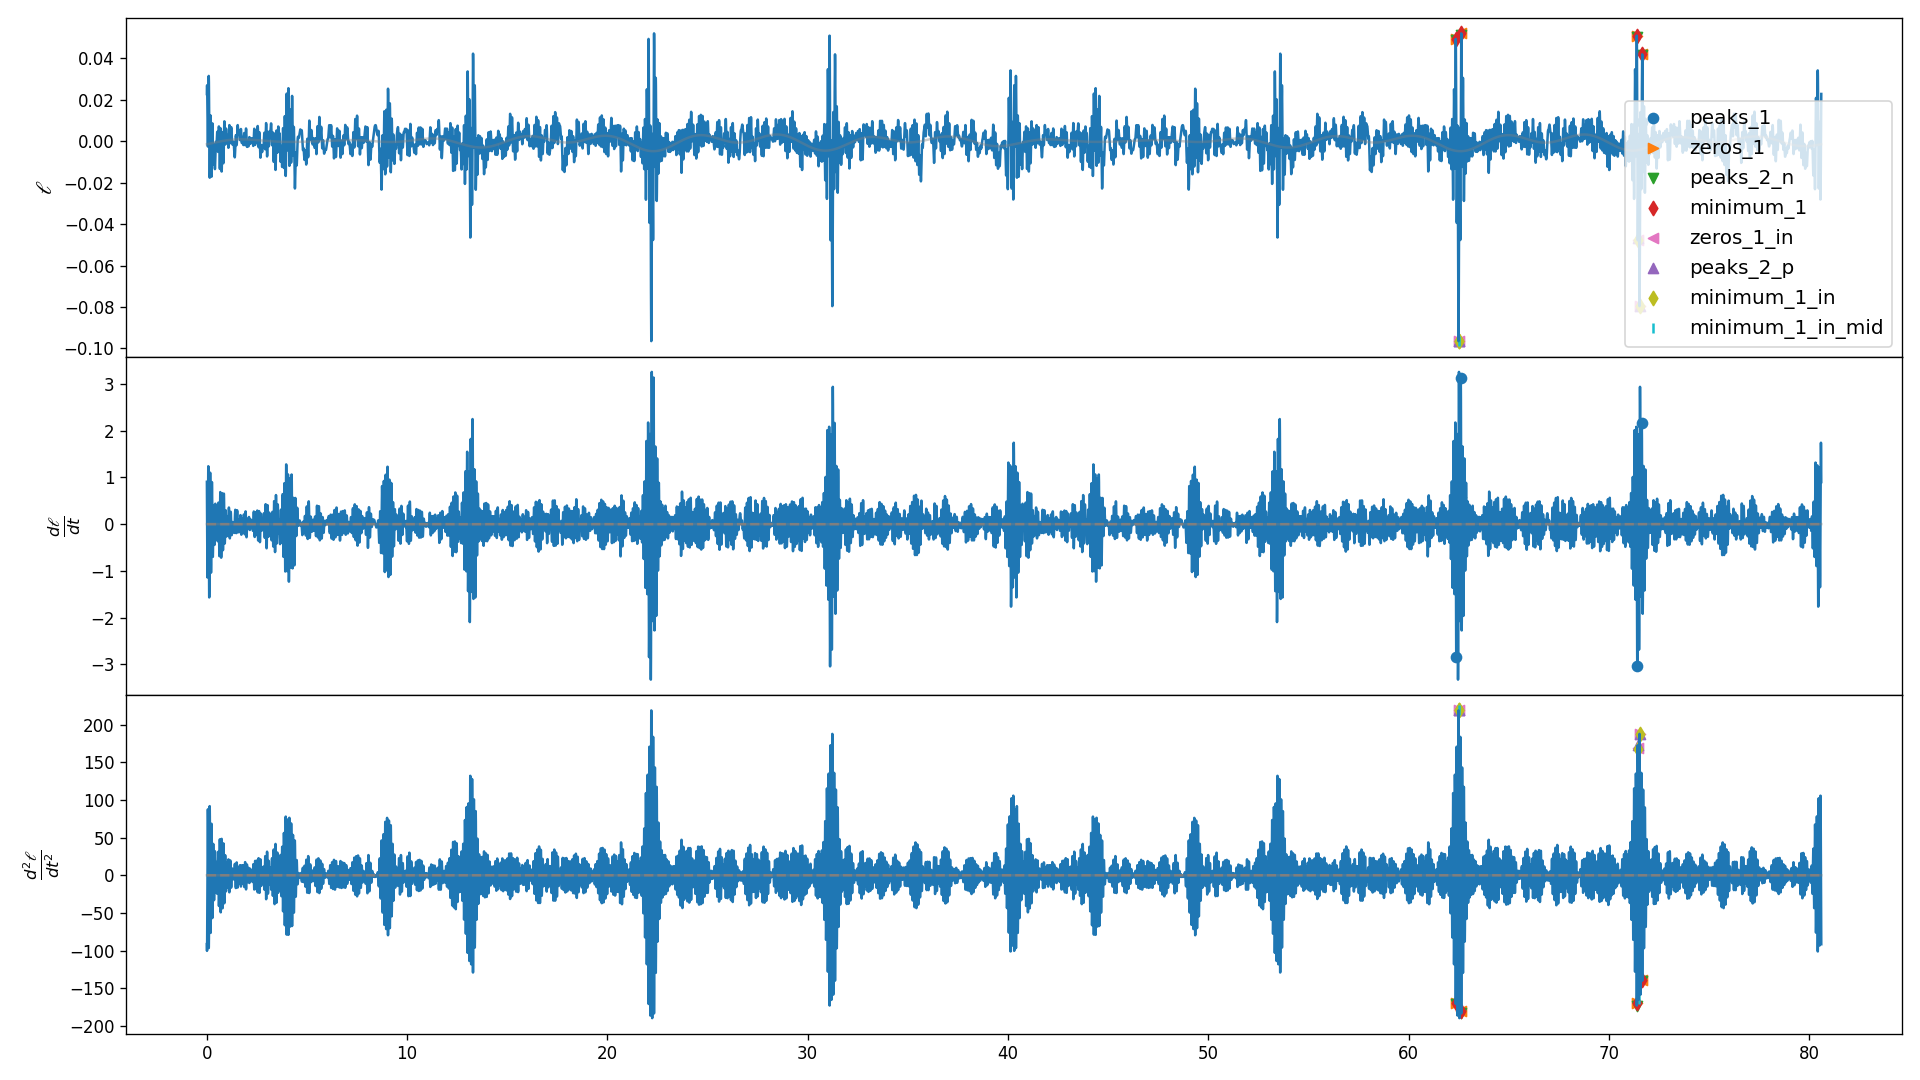 0.04
0.02
0.00
−0.02
−0.04
−0.06
−0.08
−0.10
ℓ
peaks_1
zeros_1
peaks_2_n
minimum_1
zeros_1_in
peaks_2_p
minimum_1_in
minimum_1_in_mid
3
2
1
0
−1
−2
−3
dℓ
dt
200
150
100
50
0
−50
−100
−150
−200
d²ℓ
dt²
0 10 20 30 40 50 60 70 80